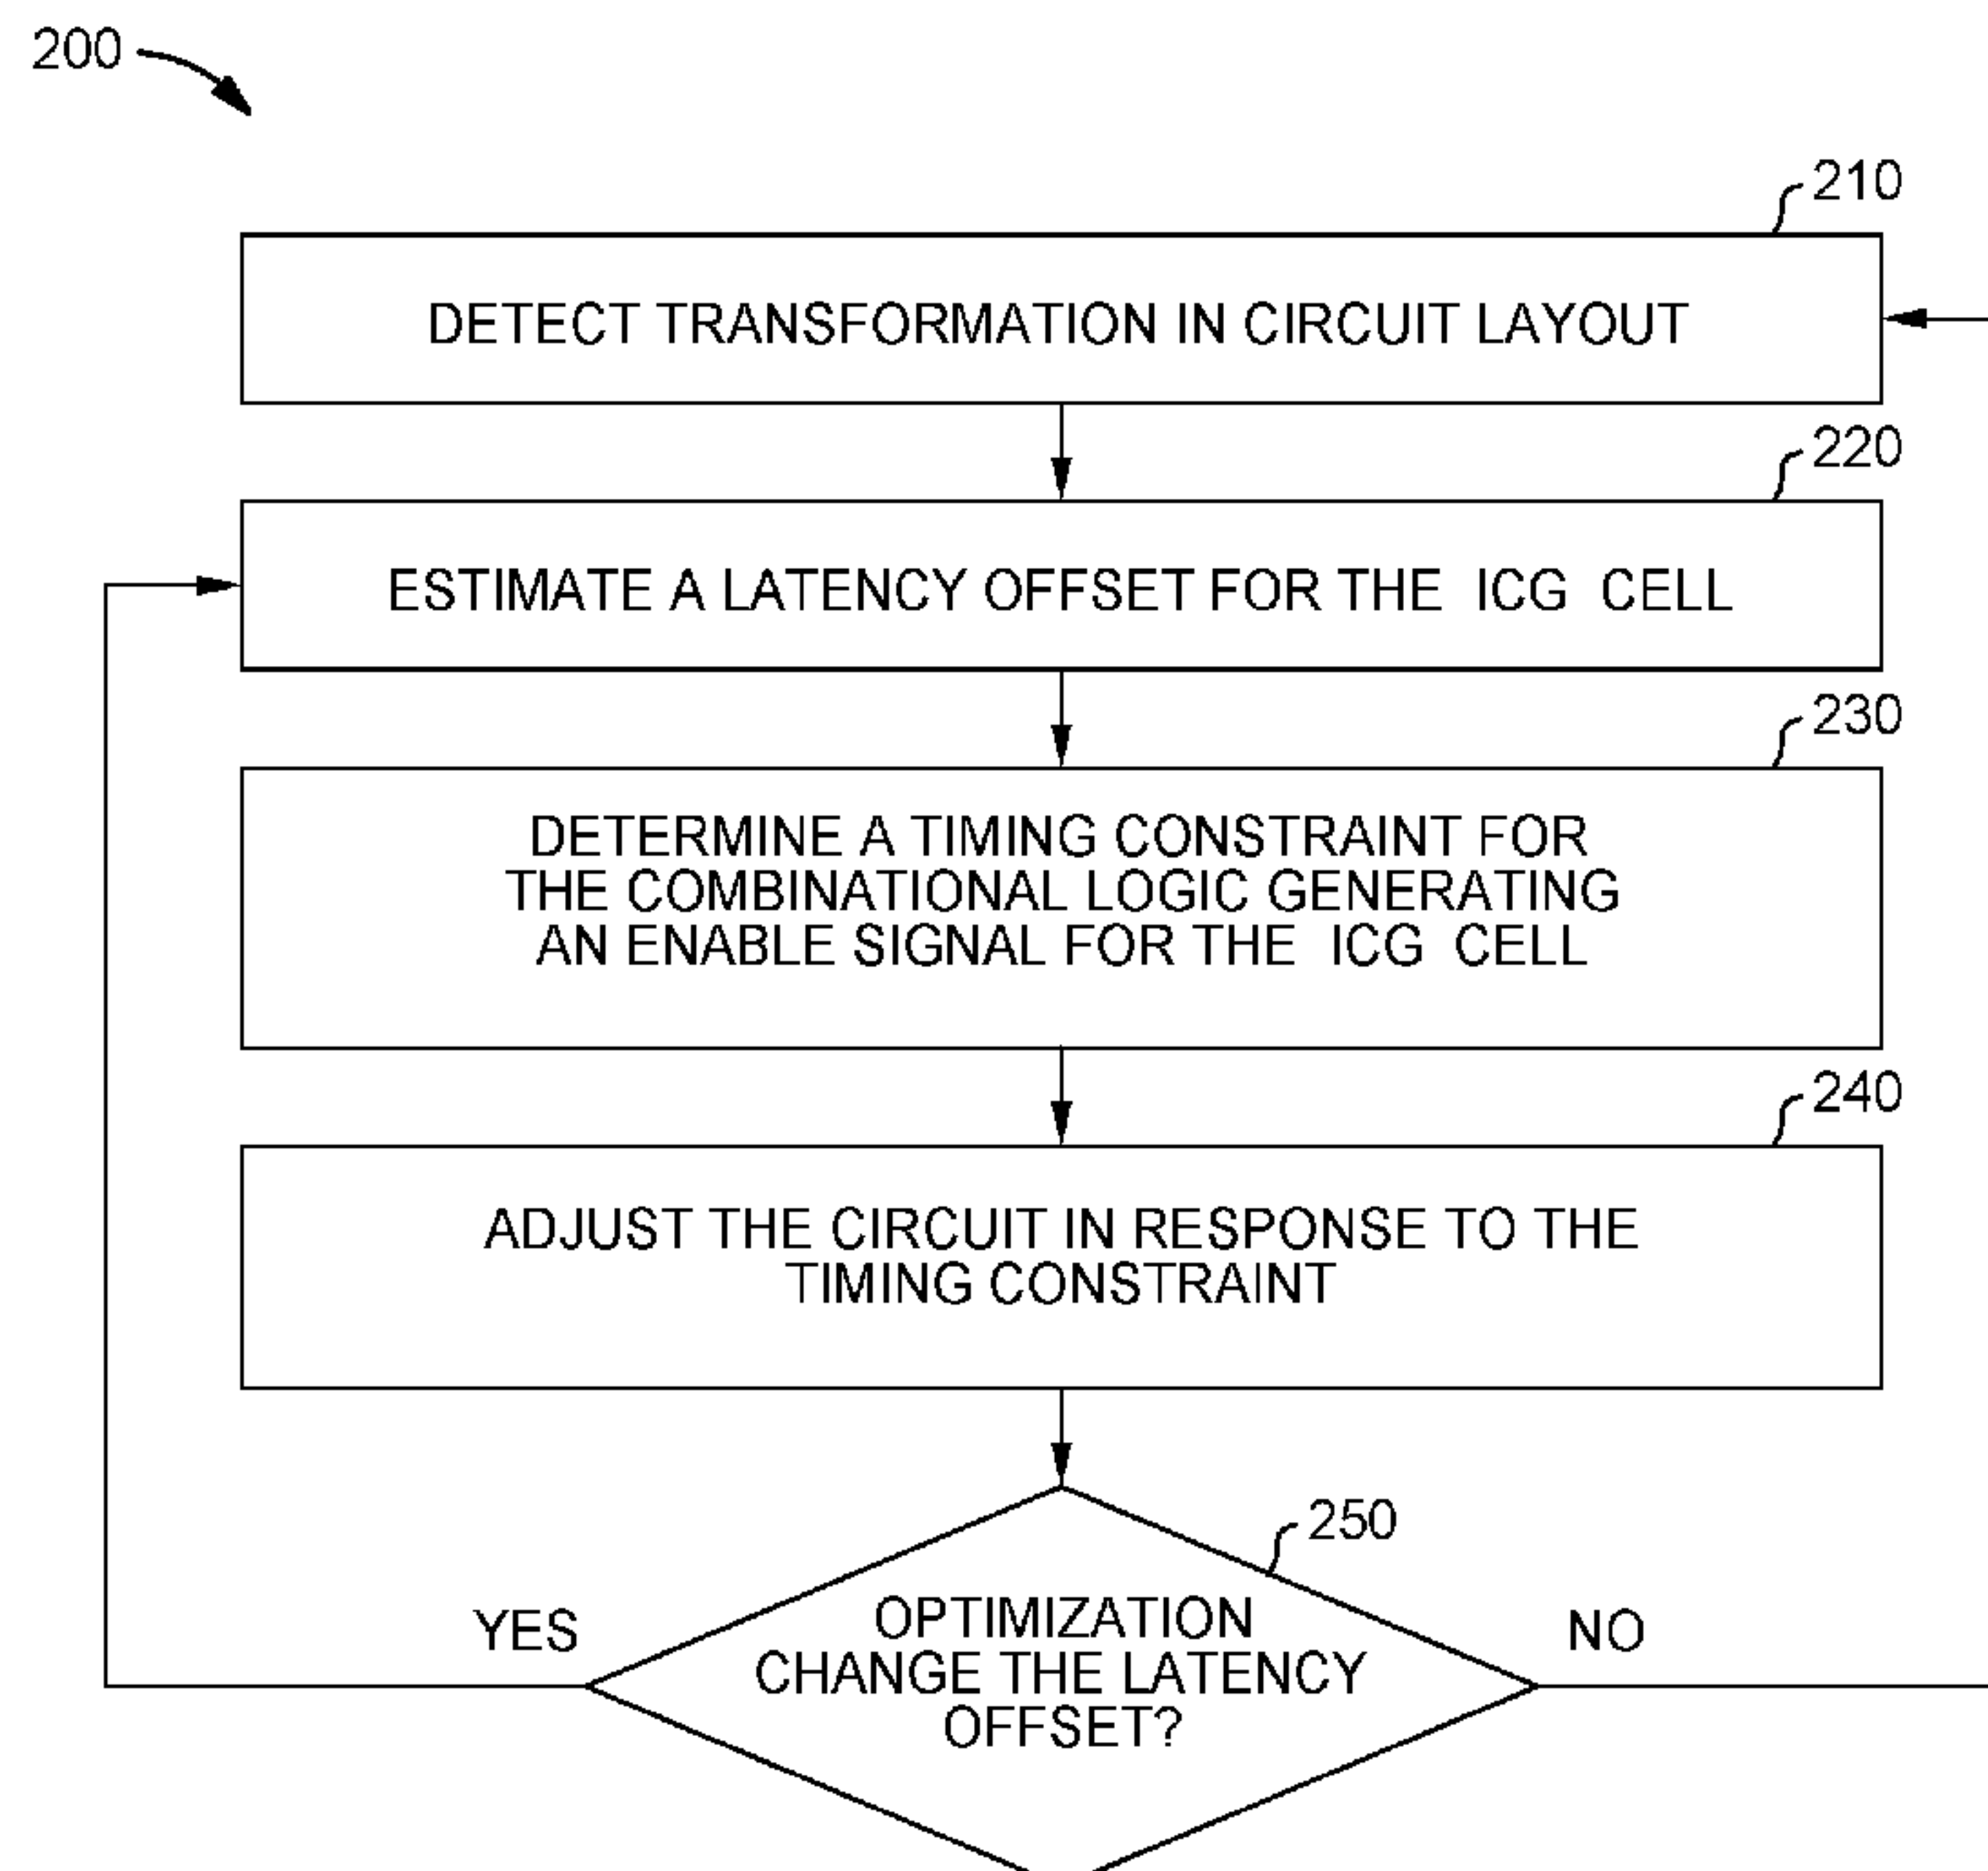 200
210
DETECT TRANSFORMATION IN CIRCUIT LAYOUT
220
ESTIMATE A LATENCY OFFSET FOR THE ICG CELL
230
DETERMINE A TIMING CONSTRAINT FOR
THE COMBINATIONAL LOGIC GENERATING
AN ENABLE SIGNAL FOR THE ICG CELL
240
ADJUST THE CIRCUIT IN RESPONSE TO THE
TIMING CONSTRAINT
250
YES
OPTIMIZATION
CHANGE THE LATENCY
OFFSET?
NO